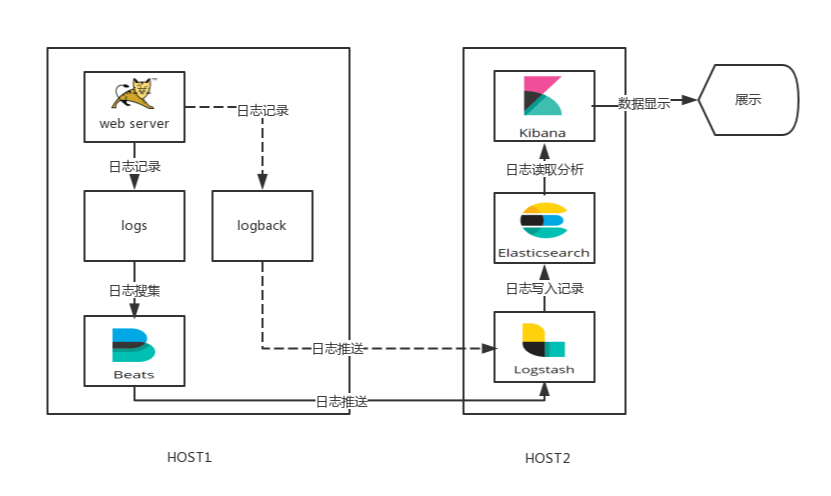 web server
日志记录
日志记录
logs
logback
日志搜集
Beats
日志推送
日志推送
HOST1
Kibana
数据显示
展示
日志读取分析
Elasticsearch
日志写入记录
Logstash
HOST2